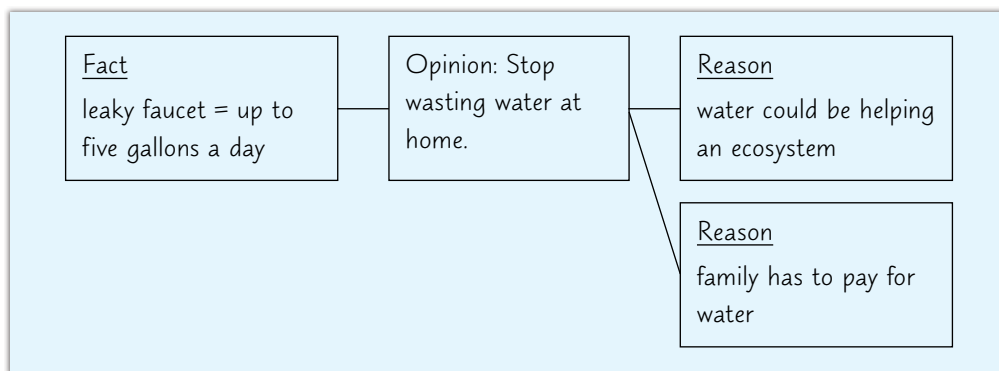 Fact
leaky faucet = up to
five gallons a day
Opinion: Stop
wasting water at
home.
Reason
water could be helping
an ecosystem
Reason
family has to pay for
water